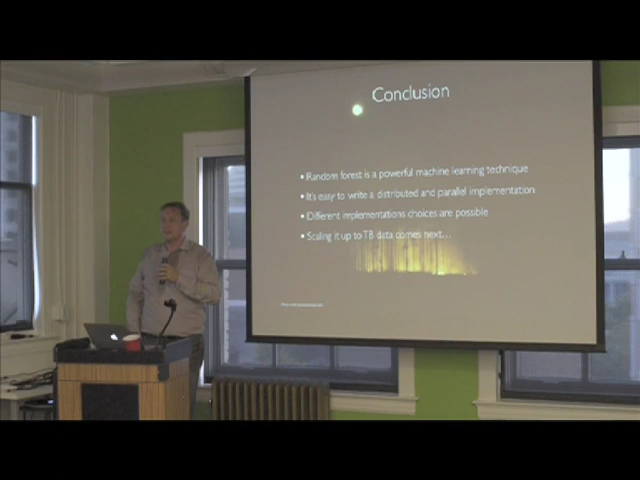 Conclusion
• Random forest is a powerful machine learning technique
• It's easy to write a distributed and parallel implementation
• Different implementations choices are possible
• Scaling it up to TB data comes next...